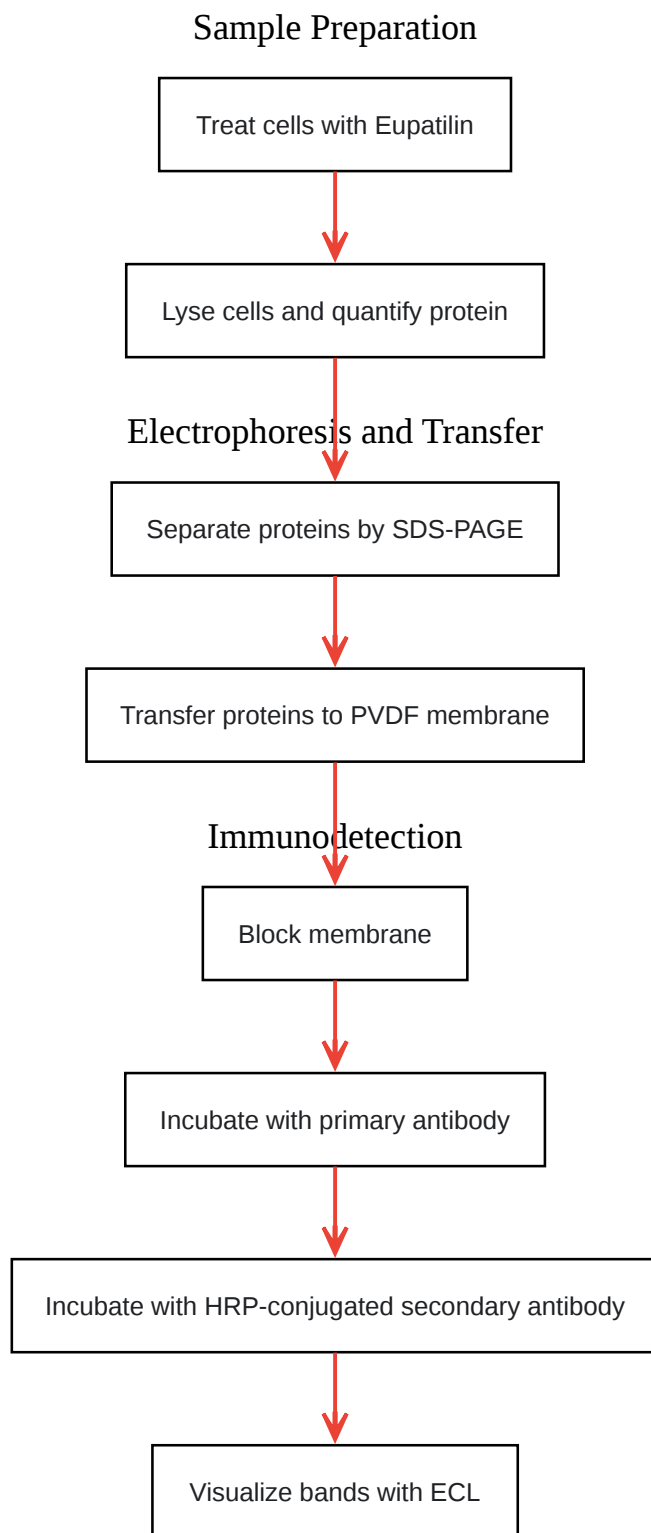 Sample Preparation
Treat cells with Eupatilin
Lyse cells and quantify protein
Electrophoresis and Transfer
Separate proteins by SDS-PAGE
Transfer proteins to PVDF membrane
Immunodetection
Block membrane
Incubate with primary antibody
Incubate with HRP-conjugated secondary antibody
Visualize bands with ECL